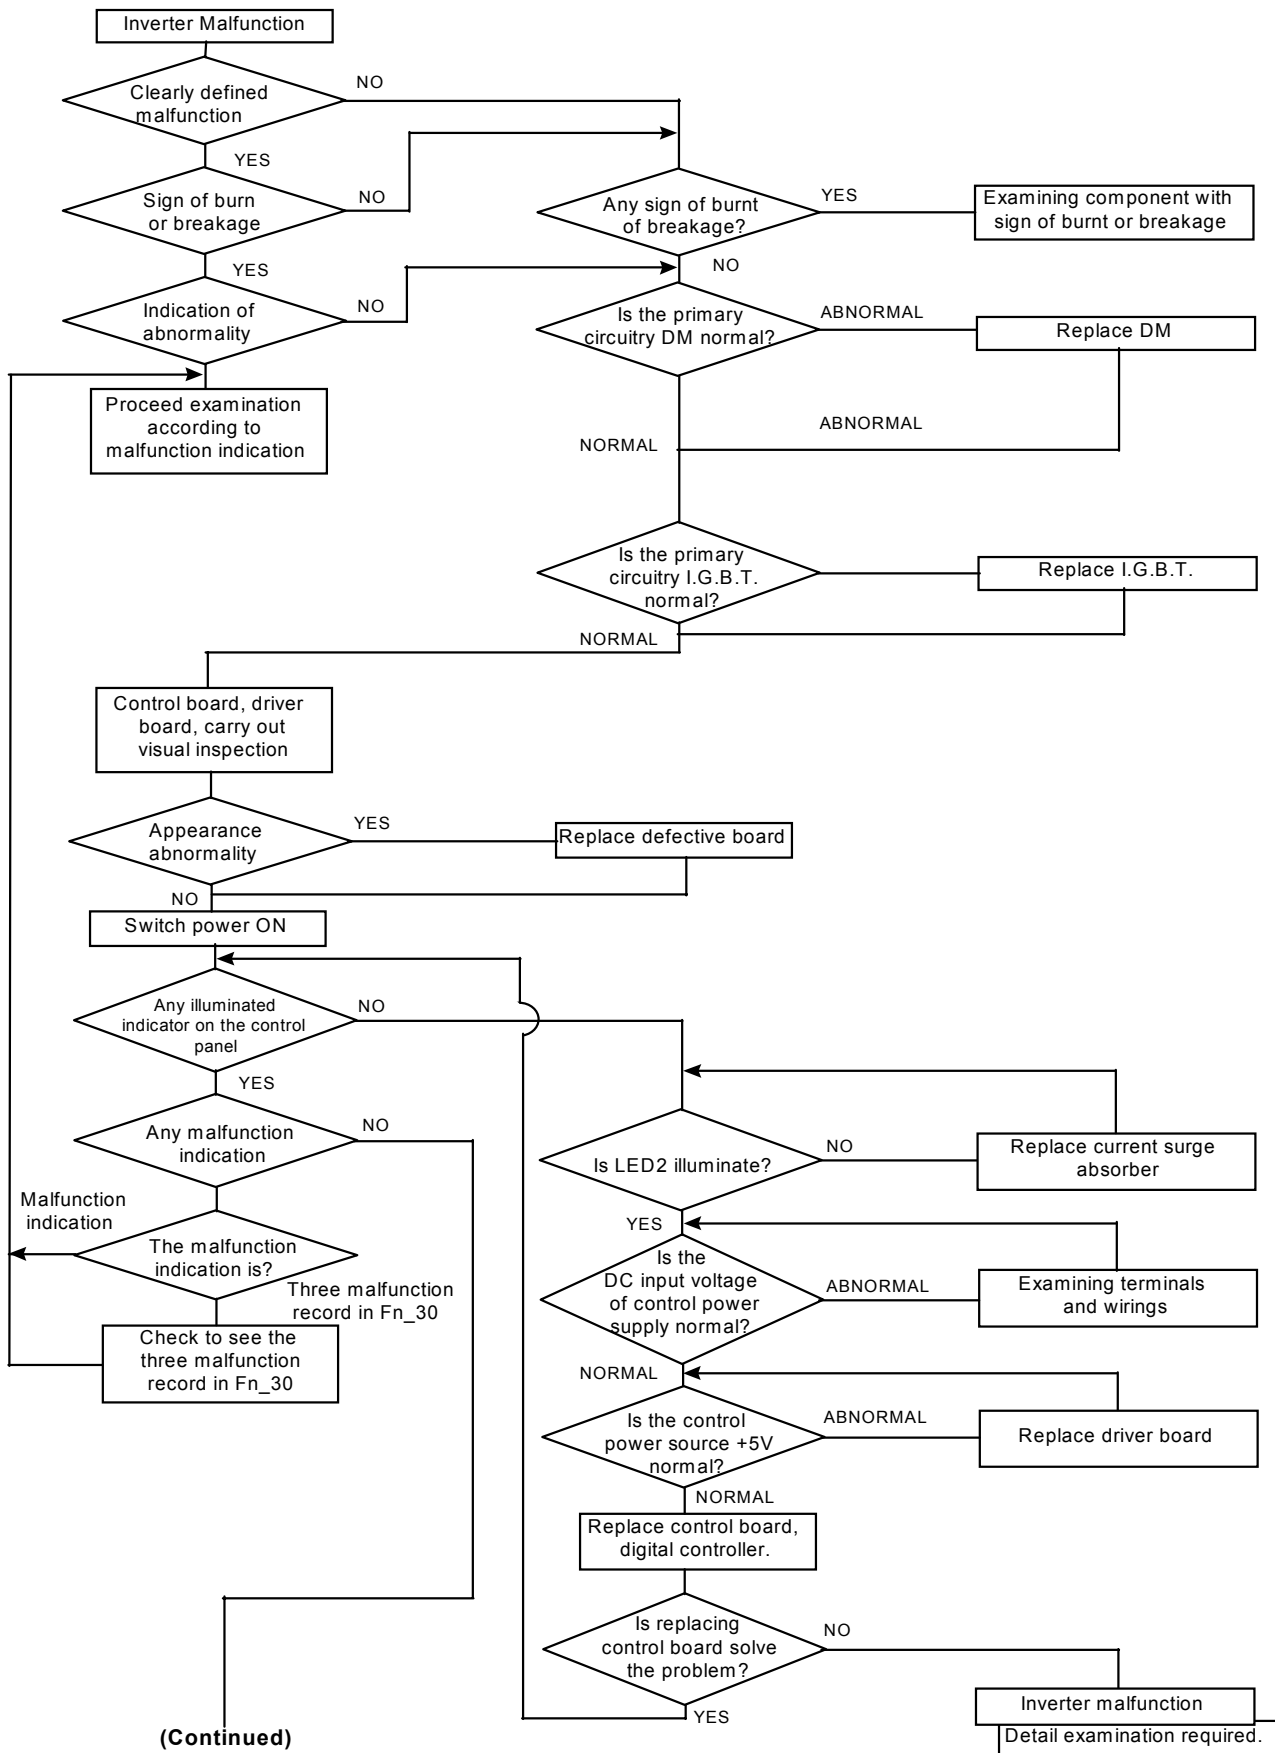 Inverter Malfunction
Clearly defined
malfunction
NO
YES
Sign of burn
or breakage
NO
YES
Indication of
abnormality
NO
Proceed examination
according to
malfunction indication
Any sign of burnt
of breakage?
YES
Examining component with
sign of burnt or breakage
NO
Is the primary
circuitry DM normal?
ABNORMAL
Replace DM
ABNORMAL
NORMAL
Is the primary
circuitry I.G.B.T.
normal?
Replace I.G.B.T.
NORMAL
Control board, driver
board, carry out
visual inspection
Appearance
abnormality
YES
Replace defective board
NO
Switch power ON
Any illuminated
indicator on the control
panel
NO
YES
Any malfunction
indication
NO
Malfunction
indication
The malfunction
indication is?
Three malfunction
record in Fn_30
Check to see the
three malfunction
record in Fn_30
Is LED2 illuminate?
NO
Replace current surge
absorber
YES
Is the
DC input voltage
of control power
supply normal?
ABNORMAL
Examining terminals
and wirings
NORMAL
Is the control
power source +5V
normal?
ABNORMAL
Replace driver board
NORMAL
Replace control board,
digital controller.
Is replacing
control board solve
the problem?
NO
YES
Inverter malfunction
Detail examination required.
(Continued)